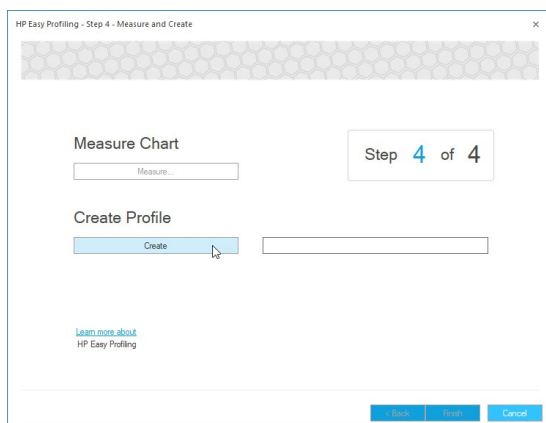 HP Easy Profiling - Step 4 - Measure and Create
Measure Chart
Step 4 of 4
Measure...
Create Profile
Create
Learn more about
HP Easy Profiling
< Back
Finish
Cancel